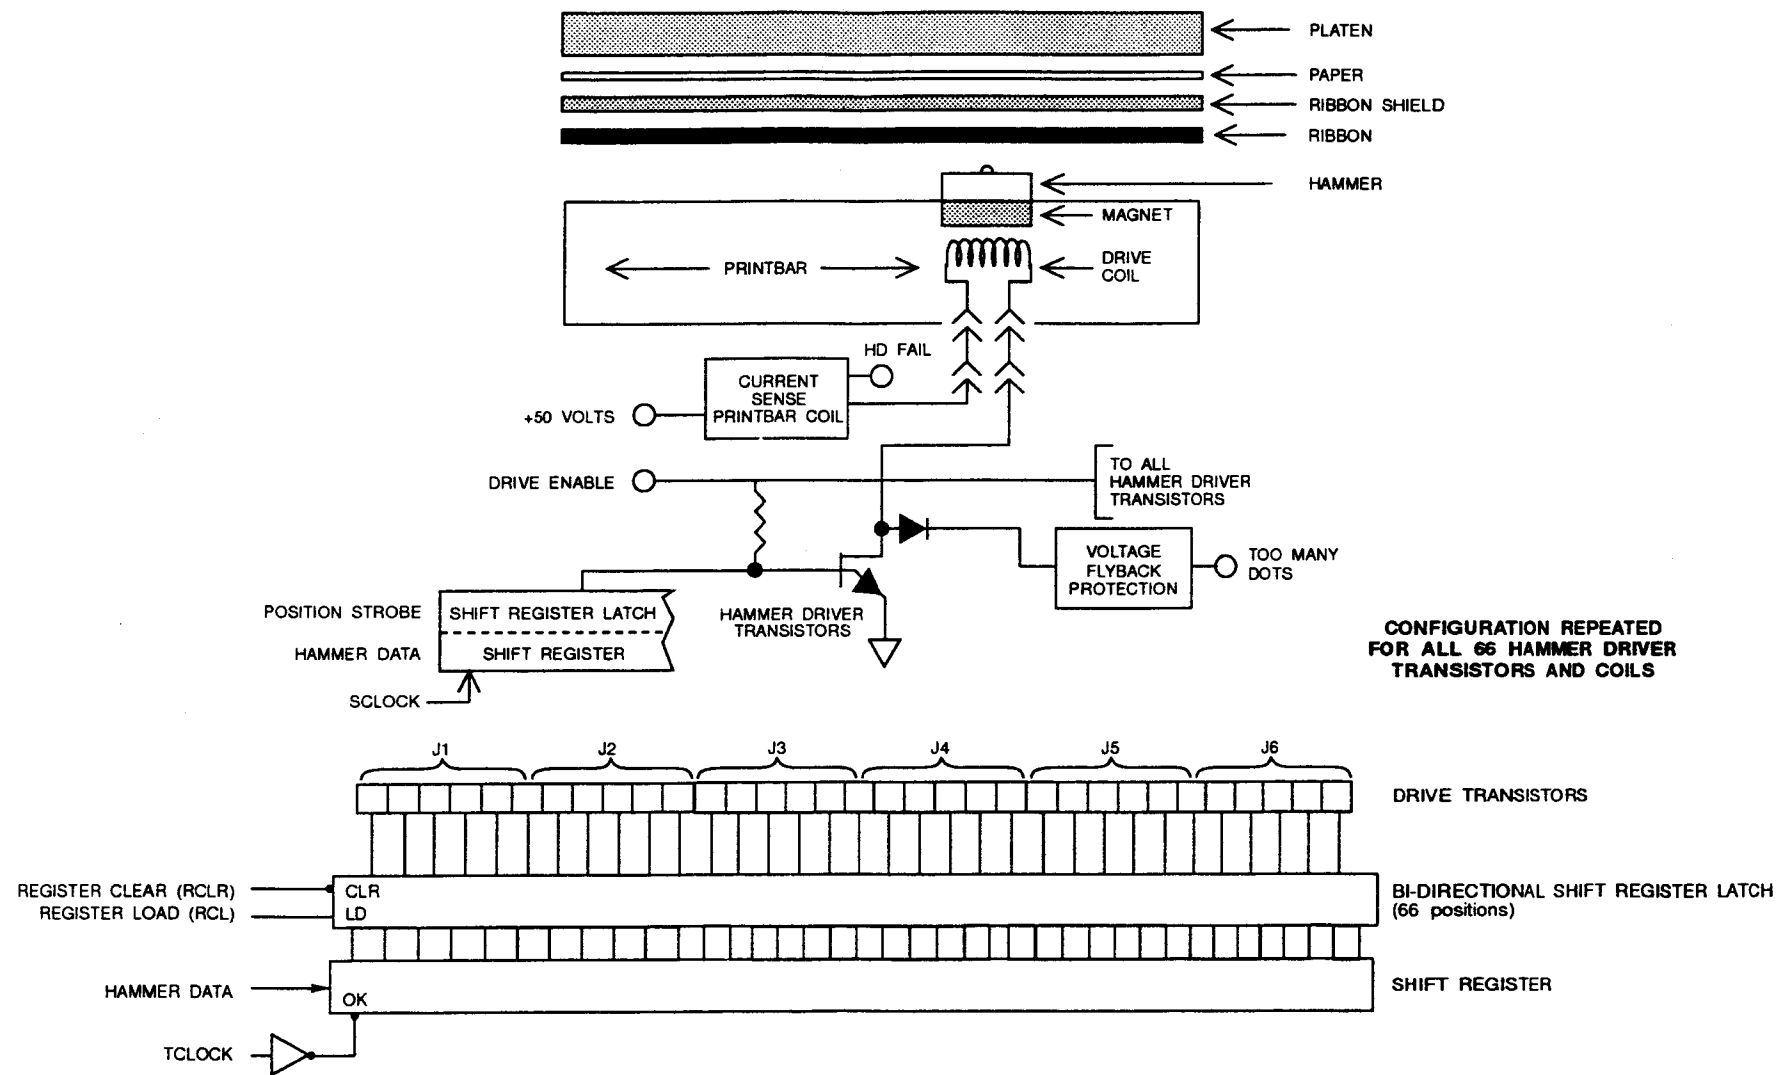 PLATEN
PAPER
RIBBON SHIELD
RIBBON
HAMMER
MAGNET
PRINTBAR
DRIVE
COIL
HD FAIL
CURRENT
SENSE
PRINTBAR COIL
+50 VOLTS
DRIVE ENABLE
TO ALL
HAMMER DRIVER
TRANSISTORS
VOLTAGE
FLYBACK
PROTECTION
TOO MANY
DOTS
POSITION STROBE
SHIFT REGISTER LATCH
HAMMER DATA
SHIFT REGISTER
HAMMER DRIVER
TRANSISTORS
SCLOCK
CONFIGURATION REPEATED
FOR ALL 66 HAMMER DRIVER
TRANSISTORS AND COILS
J1
J2
J3
J4
J5
J6
DRIVE TRANSISTORS
REGISTER CLEAR (RCLR)
CLR
REGISTER LOAD (RCL)
LD
BI-DIRECTIONAL SHIFT REGISTER LATCH
(66 positions)
HAMMER DATA
OK
SHIFT REGISTER
TCLOCK